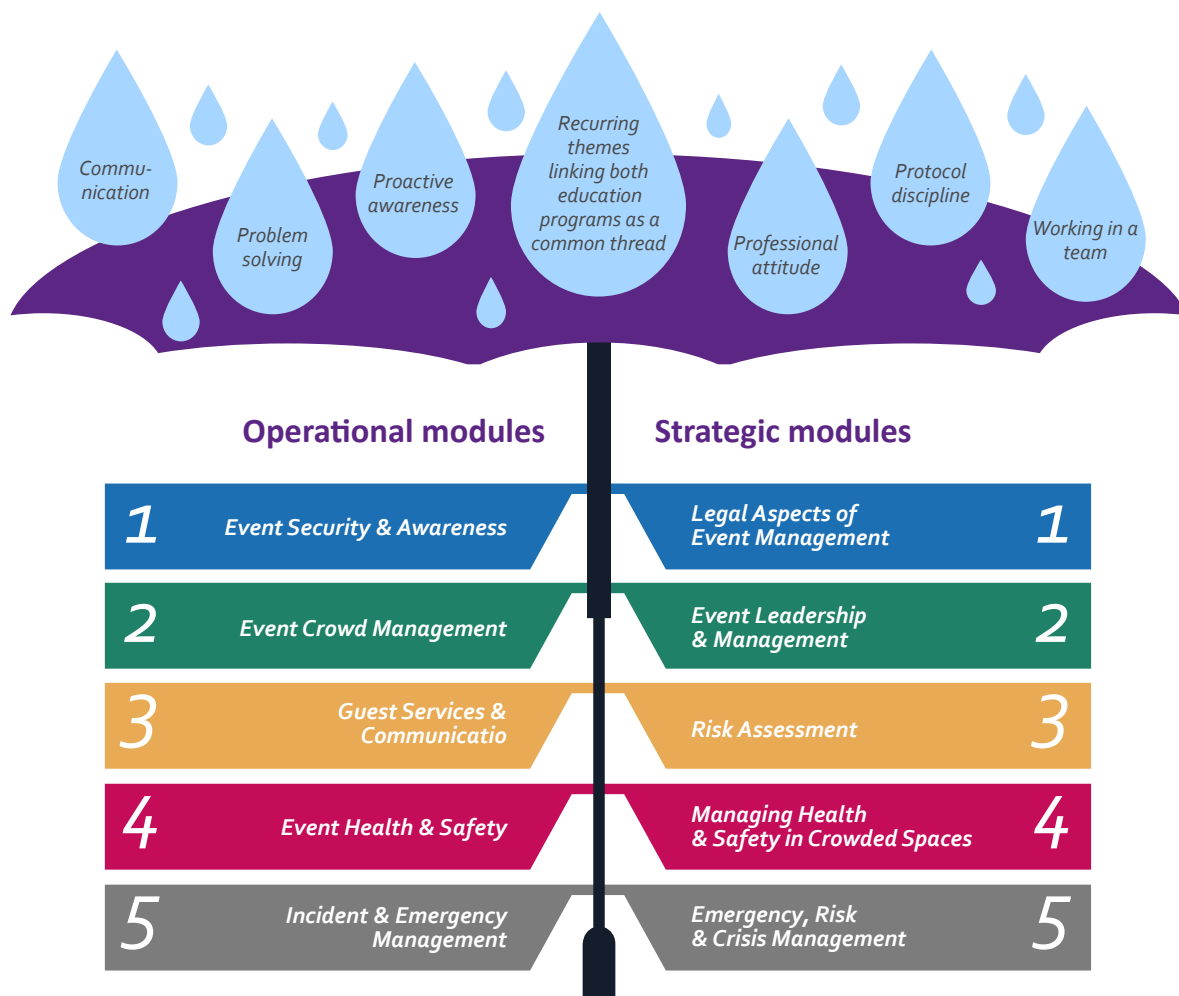 Commu-
nication
Problem
solving
Proactive
awareness
Recurring
themes
linking both
education
programs as a
common thread
Professional
attitude
Protocol
discipline
Working in a
team
Operational modules
Strategic modules
1
Event Security & Awareness
Legal Aspects of
Event Management
1
2
Event Crowd Management
Event Leadership
& Management
2
3
Guest Services &
Communicatio
Risk Assessment
3
4
Event Health & Safety
Managing Health
& Safety in Crowded Spaces
4
5
Incident & Emergency
Management
Emergency, Risk
& Crisis Management
5